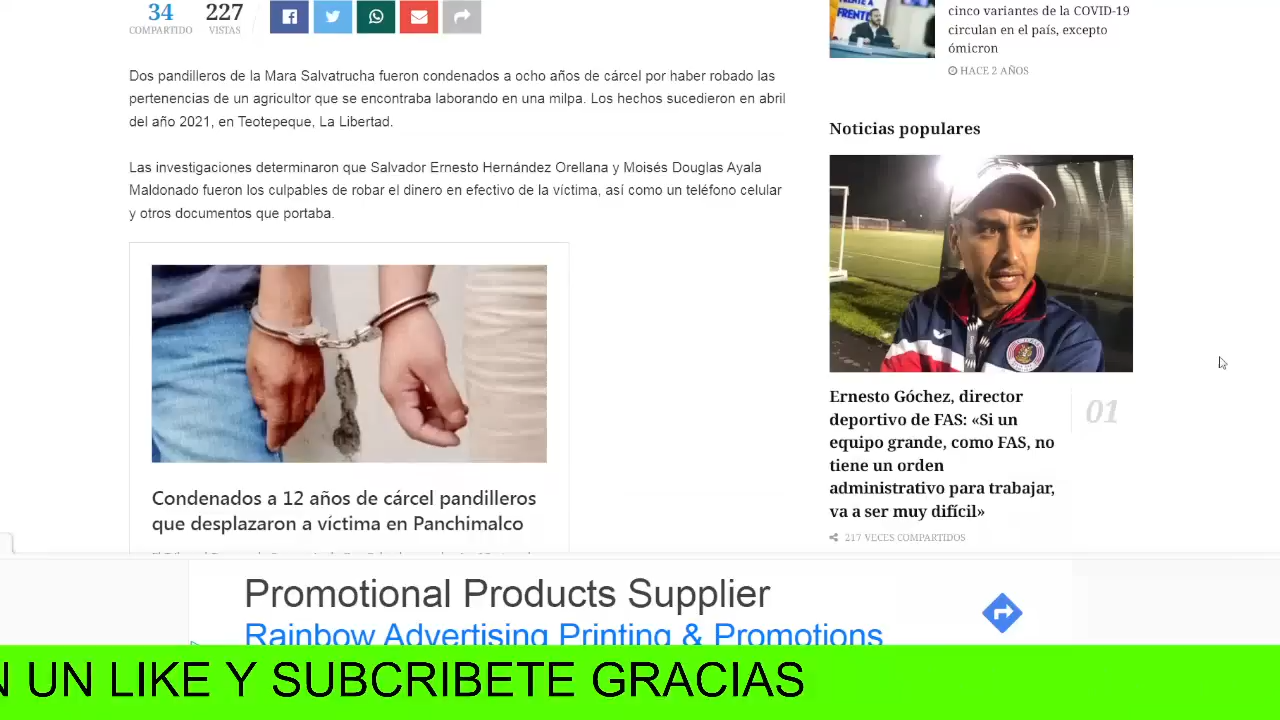 34
COMPARTIDO
227
VISTAS
Dos pandilleros de la Mara Salvatrucha fueron condenados a ocho años de cárcel por haber robado las
pertenencias de un agricultor que se encontraba laborando en una milpa. Los hechos sucedieron en abril
del año 2021, en Teotepeque, La Libertad.
Las investigaciones determinaron que Salvador Ernesto Hernández Orellana y Moisés Douglas Ayala
Maldonado fueron los culpables de robar el dinero en efectivo de la víctima, así como un teléfono celular
y otros documentos que portaba.
Condenados a 12 años de cárcel pandilleros
que desplazaron a víctima en Panchimalco
FRENTE
cinco variantes de la COVID-19
circulan en el país, excepto
ómicron
HACE 2 AÑOS
Noticias populares
Ernesto Góchez, director
deportivo de FAS: «Si un
equipo grande, como FAS, no
tiene un orden
administrativo para trabajar,
va a ser muy difícil»
01
217 VECES COMPARTIDOS
Promotional Products Supplier
Rainbow Advertising Printing & Promotions
N UN LIKE Y SUBCRIBETE GRACIAS